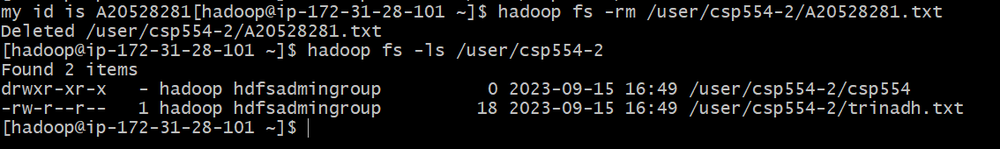 my id is A20528281[hadoop@ip-172-31-28-101 ~]$ hadoop fs -rm /user/csp554-2/A20528281.txt
Deleted /user/csp554-2/A20528281.txt
[hadoop@ip-172-31-28-101 ~]$ hadoop fs -ls /user/csp554-2
Found 2 items
drwxr-xr-x   - hadoop hdfsadmingroup          0 2023-09-15 16:49 /user/csp554-2/csp554
-rw-r--r--   1 hadoop hdfsadmingroup         18 2023-09-15 16:49 /user/csp554-2/trinadh.txt
[hadoop@ip-172-31-28-101 ~]$